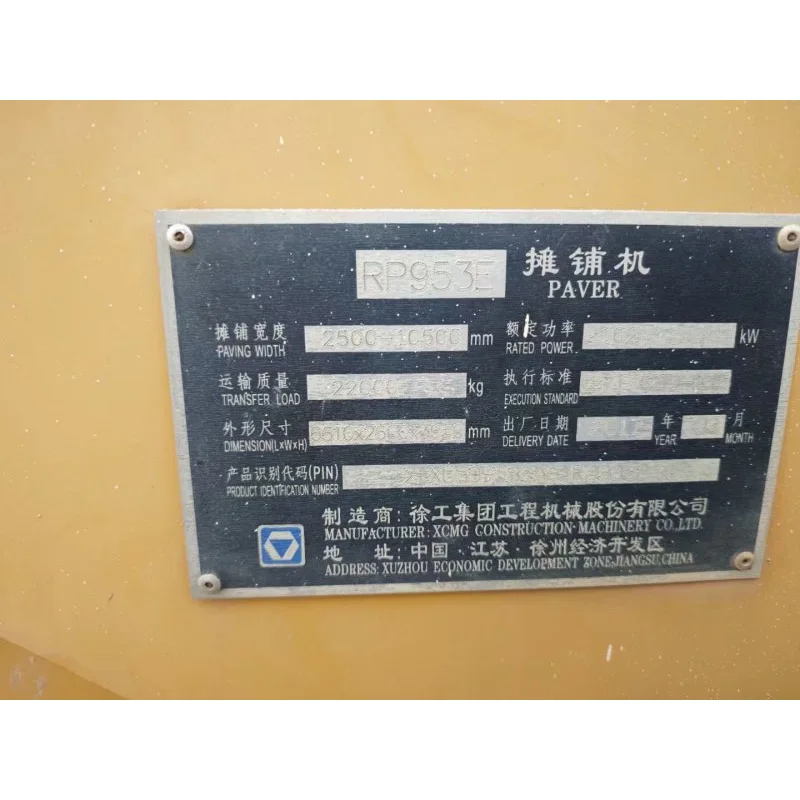 RP953E 摊铺机
PAVER
摊铺宽度 2500-10500 mm 额定功率 kW
PAVING WIDTH RATED POWER
运输质量 kg 执行标准
TRANSFER LOAD EXECUTION STANDARD
外形尺寸 mm 出厂日期 年 月
DIMENSION(L×W×H) DELIVERY DATE YEAR MONTH
产品识别代码(PIN)
PRODUCT IDENTIFICATION NUMBER
制造商:徐工集团工程机械股份有限公司
MANUFACTURER:XCMG CONSTRUCTION MACHINERY CO.,LTD.
地 址:中国·江苏·徐州经济开发区
ADDRESS: XUZHOU ECONOMIC DEVELOPMENT ZONE,JIANGSU,CHINA